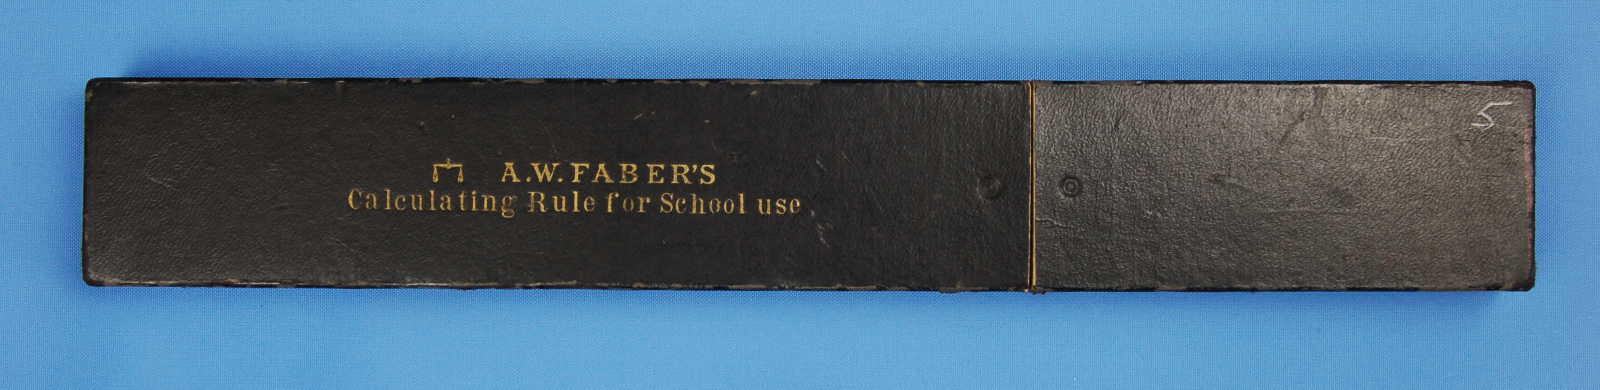 A.W. FABER'S
Calculating Rule for School use
5